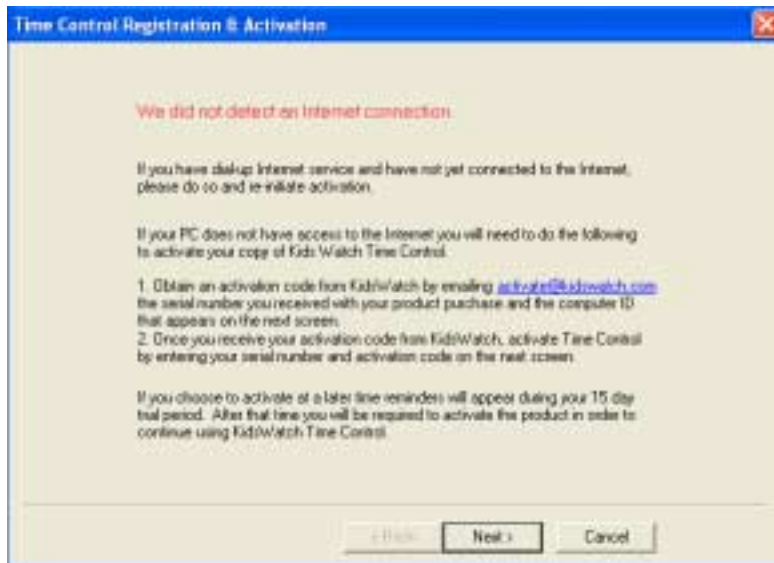 Time Control Registration & Activation
We did not detect an Internet connection.
If you have dial-up Internet service and have not yet connected to the Internet,
please do so and re-initiate activation.
If your PC does not have access to the Internet you will need to do the following
to activate your copy of Kids Watch Time Control.
1. Obtain an activation code from KidsWatch by emailing activate@kidswatch.com
the serial number you received with your product purchase and the computer ID
that appears on the next screen.
2. Once you receive your activation code from KidsWatch, activate Time Control
by entering your serial number and activation code on the next screen.
If you choose to activate at a later time reminders will appear during your 15 day
trial period. After that time you will be required to activate the product in order to
continue using KidsWatch Time Control.
< Back
Next >
Cancel